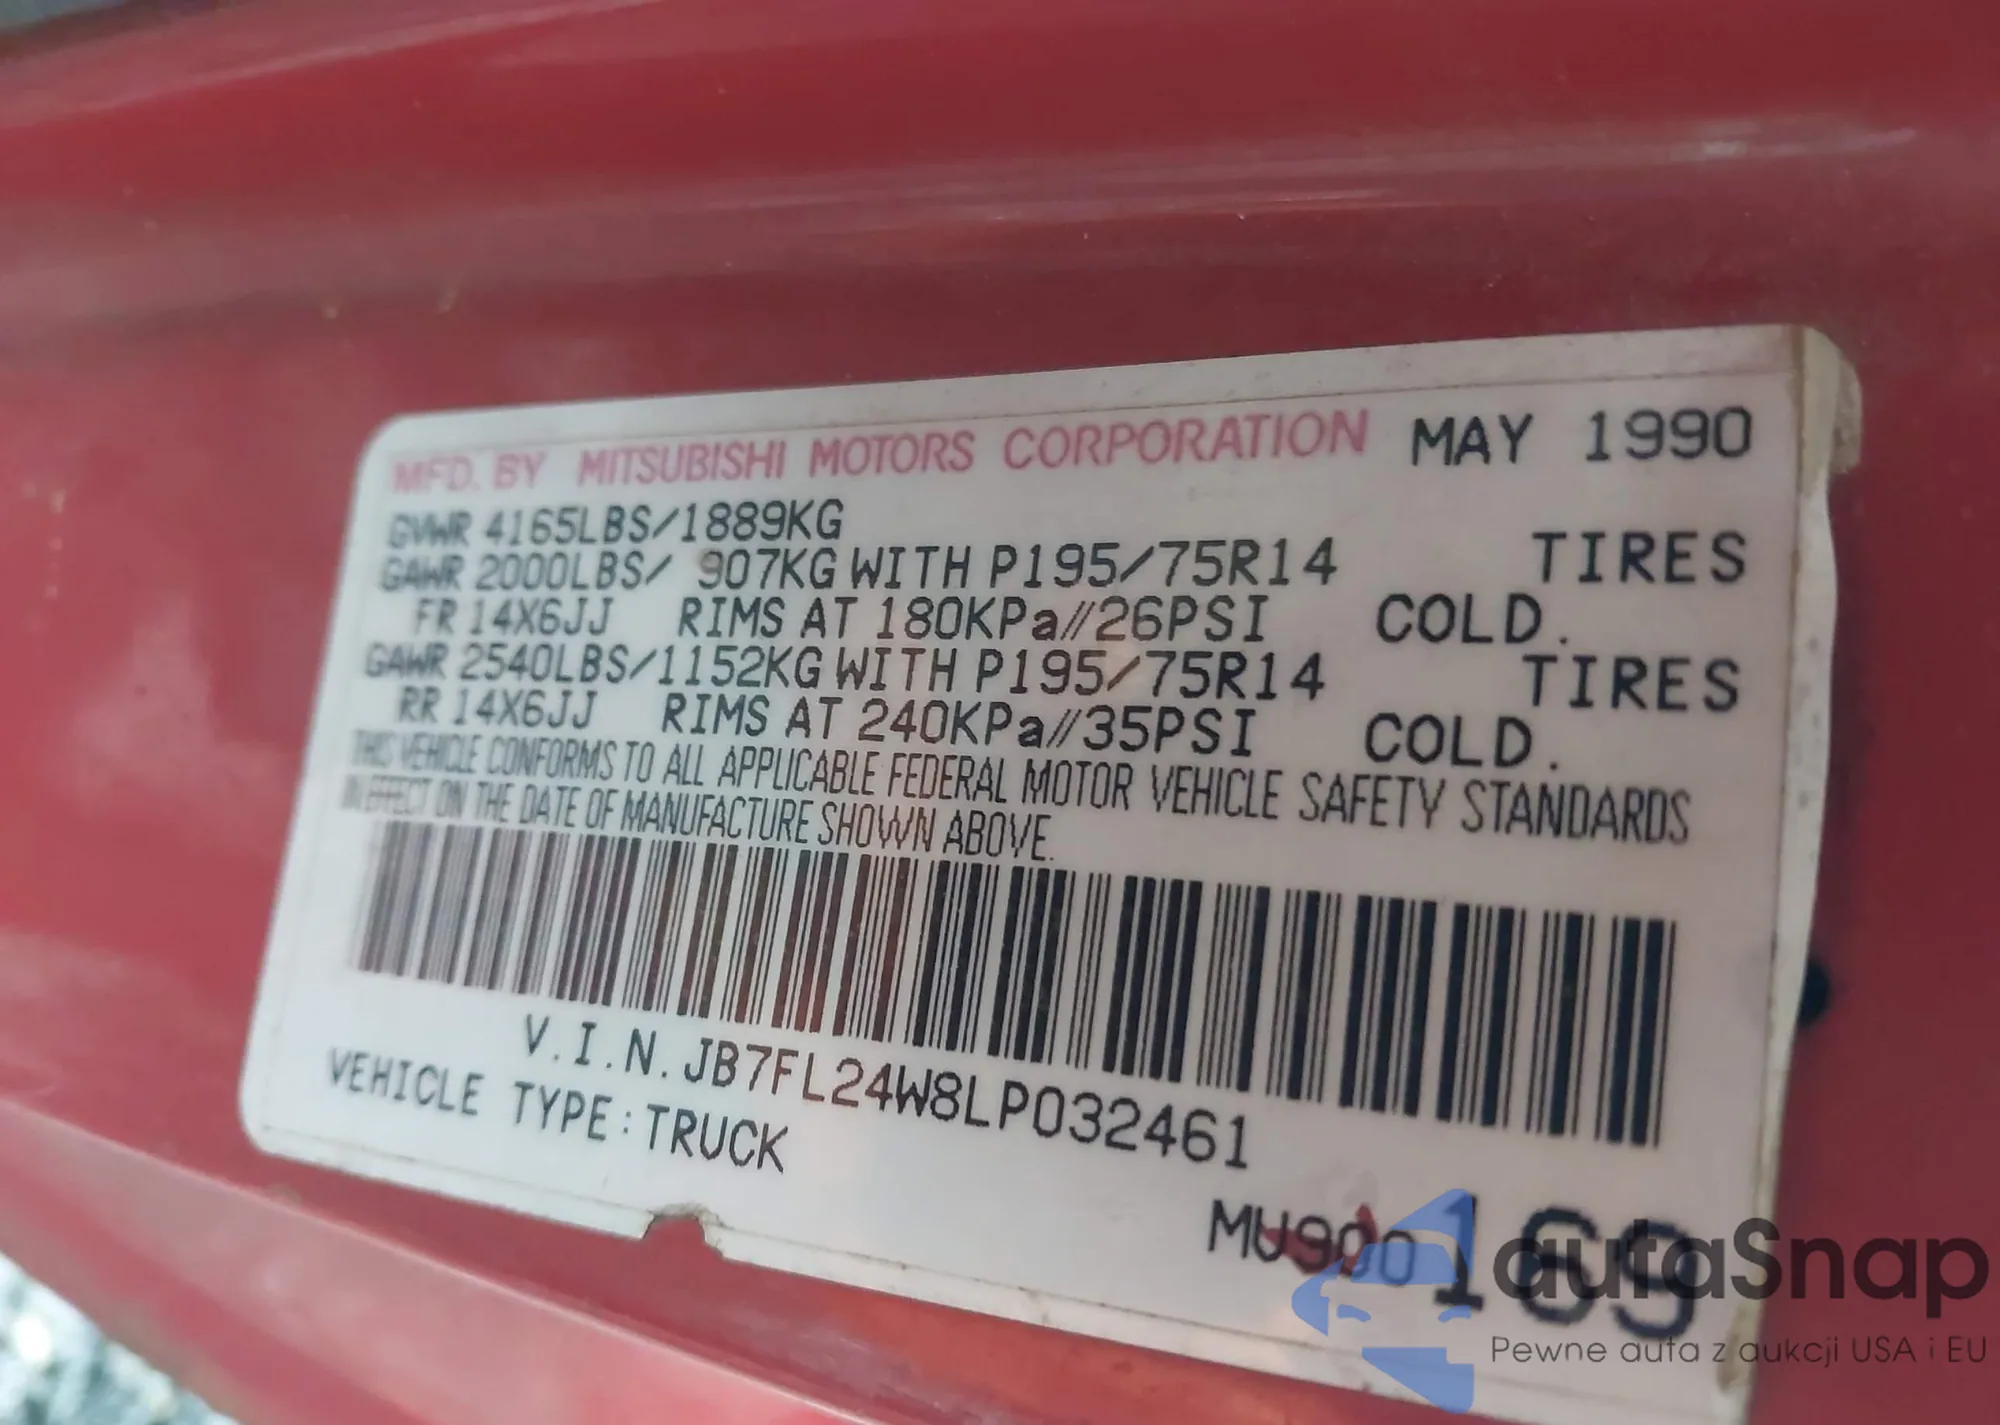 MFD. BY MITSUBISHI MOTORS CORPORATION MAY 1990
GVWR 4165LBS/1889KG
GAWR 2000LBS/ 907KG WITH P195/75R14 TIRES
FR 14X6JJ RIMS AT 180KPa//26PSI COLD.
GAWR 2540LBS/1152KG WITH P195/75R14 TIRES
RR 14X6JJ RIMS AT 240KPa//35PSI COLD.
THIS VEHICLE CONFORMS TO ALL APPLICABLE FEDERAL MOTOR VEHICLE SAFETY STANDARDS
IN EFFECT ON THE DATE OF MANUFACTURE SHOWN ABOVE.
V.I.N. JB7FL24W8LP032461
VEHICLE TYPE: TRUCK
MU900169
autaSnap
Pewne auta z aukcji USA i EU